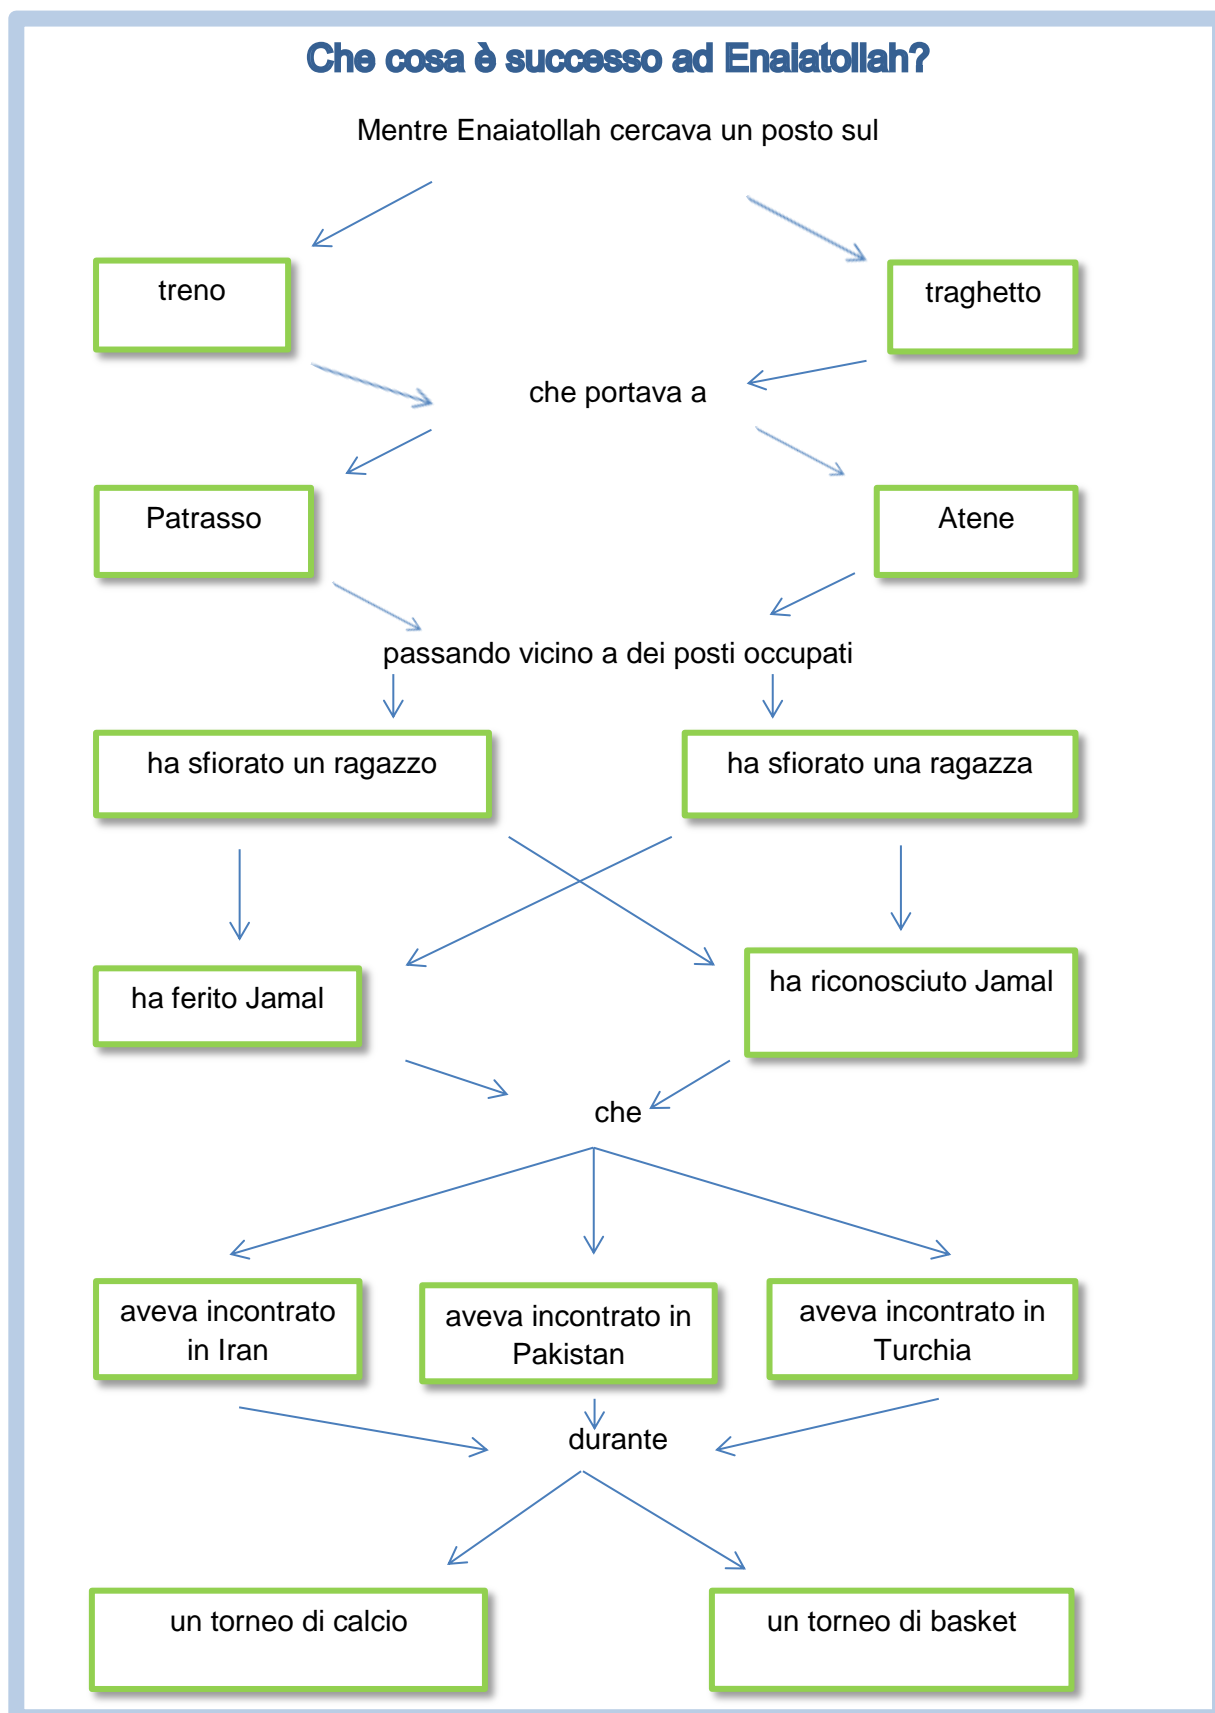 Che cosa è successo ad Enaiatollah?
Mentre Enaiatollah cercava un posto sul
treno
traghetto
che portava a
Patrasso
Atene
passando vicino a dei posti occupati
ha sfiorato un ragazzo
ha sfiorato una ragazza
ha ferito Jamal
ha riconosciuto Jamal
che
aveva incontrato
in Iran
aveva incontrato in
Pakistan
aveva incontrato in
Turchia
durante
un torneo di calcio
un torneo di basket